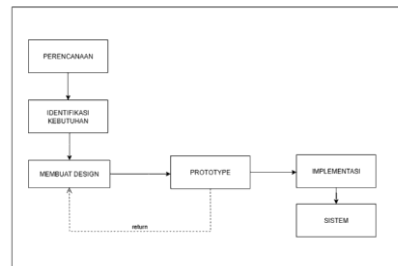 PERENCANAAN
IDENTIFIKASI
KEBUTUHAN
MEMBUAT DESIGN
PROTOTYPE
IMPLEMENTASI
SISTEM
return